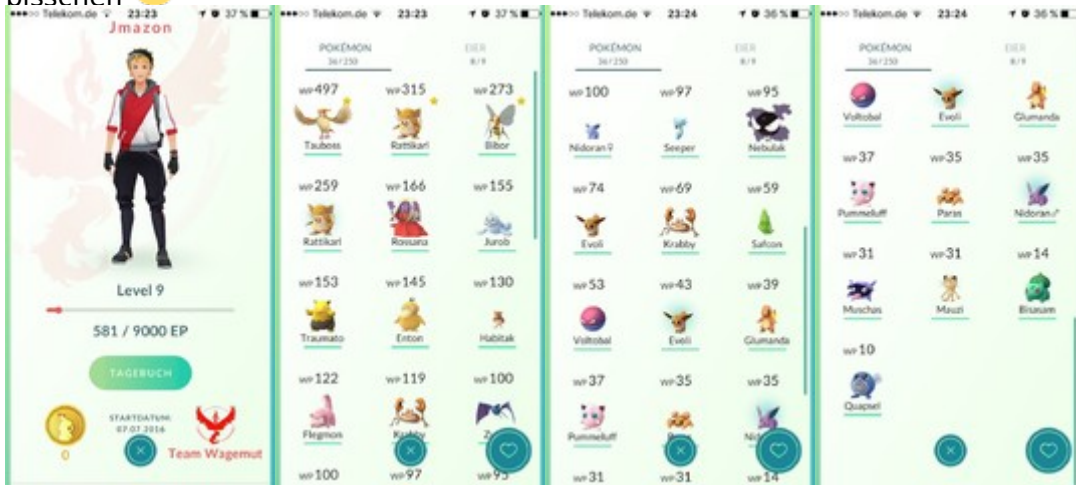 bisschen
Telekom.de 23:23 37 %
Jmazon
Level 9
581 / 9000 EP
TAGEBUCH
STARTDATUM:
07.07.2016
0
Team Wagemut
Telekom.de 23:23 37 %
POKÉMON EIER
36/250 8/9
WP497 WP315 WP273
Tauboss Rattikarl Bibor
WP259 WP166 WP155
Rattikarl Rossana Jurob
WP153 WP145 WP130
Traumato Enton Habitak
WP122 WP119 WP100
Flegmon Krabby
WP100 WP97 WP95
Telekom.de 23:24 36 %
POKÉMON EIER
36/250 8/9
WP100 WP97 WP95
Nidoran♀ Seeper Nebulak
WP74 WP69 WP59
Evoli Krabby Safcon
WP53 WP43 WP39
Voltobal Evoli Glumanda
WP37 WP35 WP35
Pummeluff
WP31 WP31 WP14
Telekom.de 23:24 36 %
POKÉMON EIER
36/250 8/9
Voltobal Evoli Glumanda
WP37 WP35 WP35
Pummeluff Paras Nidoran♂
WP31 WP31 WP14
Muschas Mauzi Bisasam
WP10
Quapsel